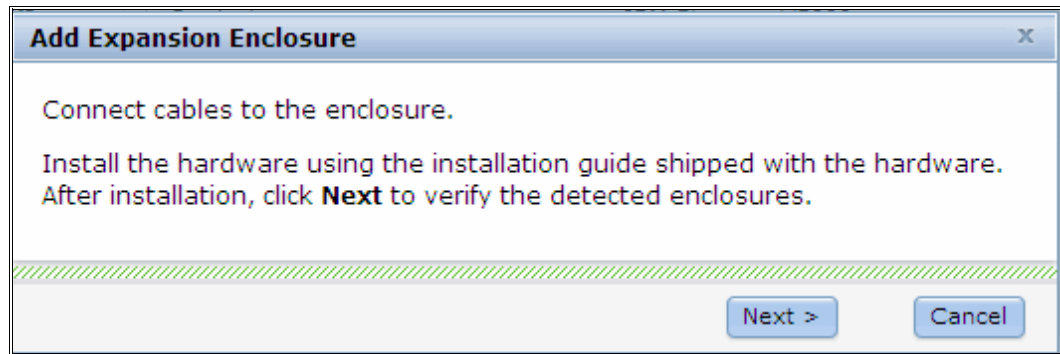 Add Expansion Enclosure x
Connect cables to the enclosure.
Install the hardware using the installation guide shipped with the hardware.
After installation, click Next to verify the detected enclosures.
Next > Cancel